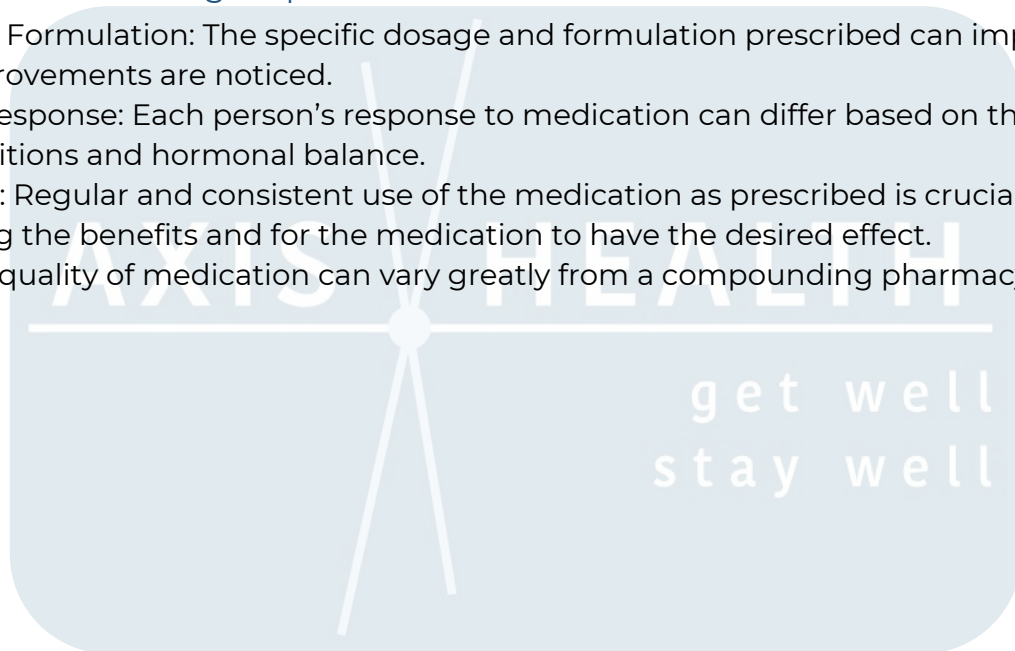 Formulation: The specific dosage and formulation prescribed can imp
rovements are noticed.
esponse: Each person’s response to medication can differ based on th
itions and hormonal balance.
: Regular and consistent use of the medication as prescribed is crucia
g the benefits and for the medication to have the desired effect.
quality of medication can vary greatly from a compounding pharmac
AXIS HEALTH
get well
stay well